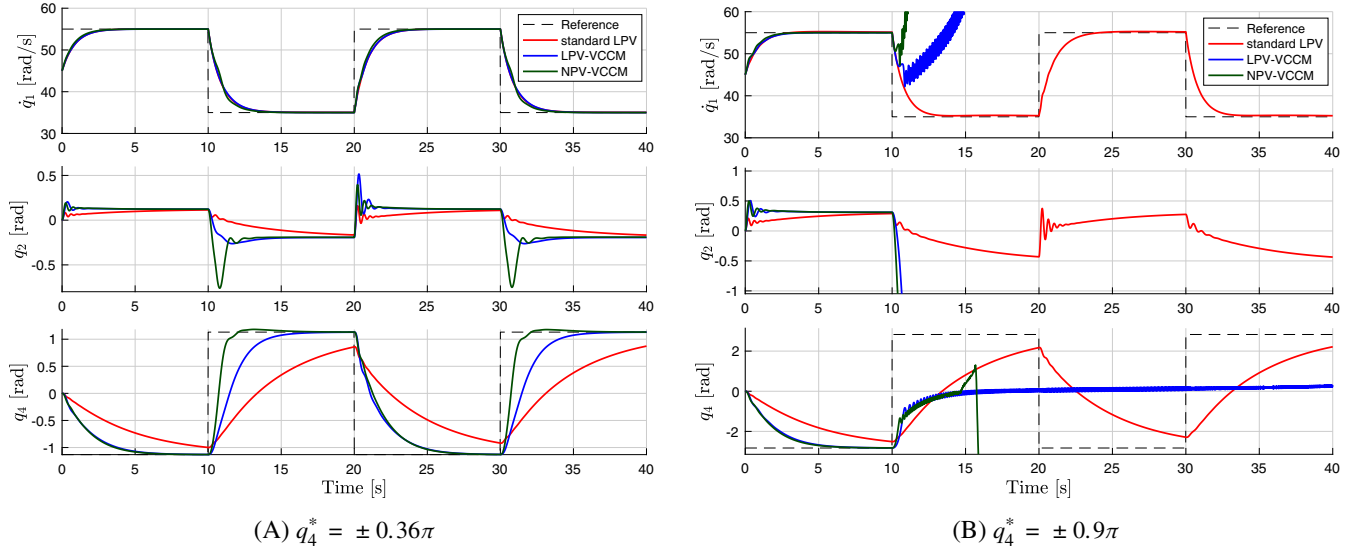 60
50
40
30
q̇₁ [rad/s]
Reference
standard LPV
LPV-VCCM
NPV-VCCM
0 5 10 15 20 25 30 35 40
0.5
0
-0.5
q₂ [rad]
0 5 10 15 20 25 30 35 40
1
0.5
0
-0.5
-1
q₄ [rad]
0 5 10 15 20 25 30 35 40
Time [s]
(A) q₄* = ± 0.36π
60
50
40
30
q̇₁ [rad/s]
Reference
standard LPV
LPV-VCCM
NPV-VCCM
0 5 10 15 20 25 30 35 40
1
0.5
0
-0.5
-1
q₂ [rad]
0 5 10 15 20 25 30 35 40
2
0
-2
q₄ [rad]
0 5 10 15 20 25 30 35 40
Time [s]
(B) q₄* = ± 0.9π